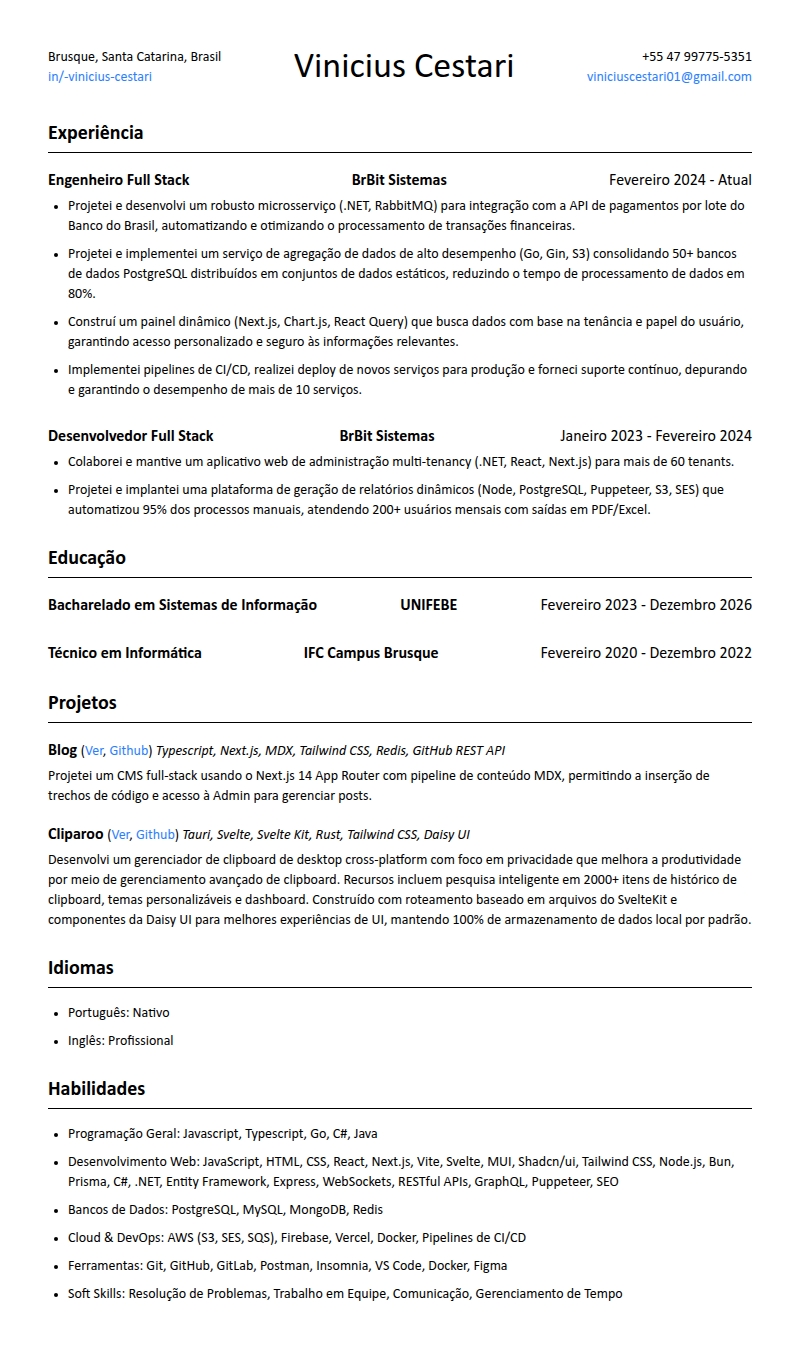 Brusque, Santa Catarina, Brasil
in/-vinicius-cestari
Vinicius Cestari
+55 47 99775-5351
viniciuscestari01@gmail.com
Experiência
Engenheiro Full Stack BrBit Sistemas Fevereiro 2024 - Atual
• Projetei e desenvolvi um robusto microsserviço (.NET, RabbitMQ) para integração com a API de pagamentos por lote do
Banco do Brasil, automatizando e otimizando o processamento de transações financeiras.
• Projetei e implementei um serviço de agregação de dados de alto desempenho (Go, Gin, S3) consolidando 50+ bancos
de dados PostgreSQL distribuídos em conjuntos de dados estáticos, reduzindo o tempo de processamento de dados em
80%.
• Construí um painel dinâmico (Next.js, Chart.js, React Query) que busca dados com base na tenância e papel do usuário,
garantindo acesso personalizado e seguro às informações relevantes.
• Implementei pipelines de CI/CD, realizei deploy de novos serviços para produção e forneci suporte contínuo, depurando
e garantindo o desempenho de mais de 10 serviços.
Desenvolvedor Full Stack BrBit Sistemas Janeiro 2023 - Fevereiro 2024
• Colaborei e mantive um aplicativo web de administração multi-tenancy (.NET, React, Next.js) para mais de 60 tenants.
• Projetei e implantei uma plataforma de geração de relatórios dinâmicos (Node, PostgreSQL, Puppeteer, S3, SES) que
automatizou 95% dos processos manuais, atendendo 200+ usuários mensais com saídas em PDF/Excel.
Educação
Bacharelado em Sistemas de Informação UNIFEBE Fevereiro 2023 - Dezembro 2026
Técnico em Informática IFC Campus Brusque Fevereiro 2020 - Dezembro 2022
Projetos
Blog (Ver, Github) Typescript, Next.js, MDX, Tailwind CSS, Redis, GitHub REST API
Projetei um CMS full-stack usando o Next.js 14 App Router com pipeline de conteúdo MDX, permitindo a inserção de
trechos de código e acesso à Admin para gerenciar posts.
Cliparoo (Ver, Github) Tauri, Svelte, Svelte Kit, Rust, Tailwind CSS, Daisy UI
Desenvolvi um gerenciador de clipboard de desktop cross-platform com foco em privacidade que melhora a produtividade
por meio de gerenciamento avançado de clipboard. Recursos incluem pesquisa inteligente em 2000+ itens de histórico de
clipboard, temas personalizáveis e dashboard. Construído com roteamento baseado em arquivos do SvelteKit e
componentes da Daisy UI para melhores experiências de UI, mantendo 100% de armazenamento de dados local por padrão.
Idiomas
• Português: Nativo
• Inglês: Profissional
Habilidades
• Programação Geral: Javascript, Typescript, Go, C#, Java
• Desenvolvimento Web: JavaScript, HTML, CSS, React, Next.js, Vite, Svelte, MUI, Shadcn/ui, Tailwind CSS, Node.js, Bun,
Prisma, C#, .NET, Entity Framework, Express, WebSockets, RESTful APIs, GraphQL, Puppeteer, SEO
• Bancos de Dados: PostgreSQL, MySQL, MongoDB, Redis
• Cloud & DevOps: AWS (S3, SES, SQS), Firebase, Vercel, Docker, Pipelines de CI/CD
• Ferramentas: Git, GitHub, GitLab, Postman, Insomnia, VS Code, Docker, Figma
• Soft Skills: Resolução de Problemas, Trabalho em Equipe, Comunicação, Gerenciamento de Tempo